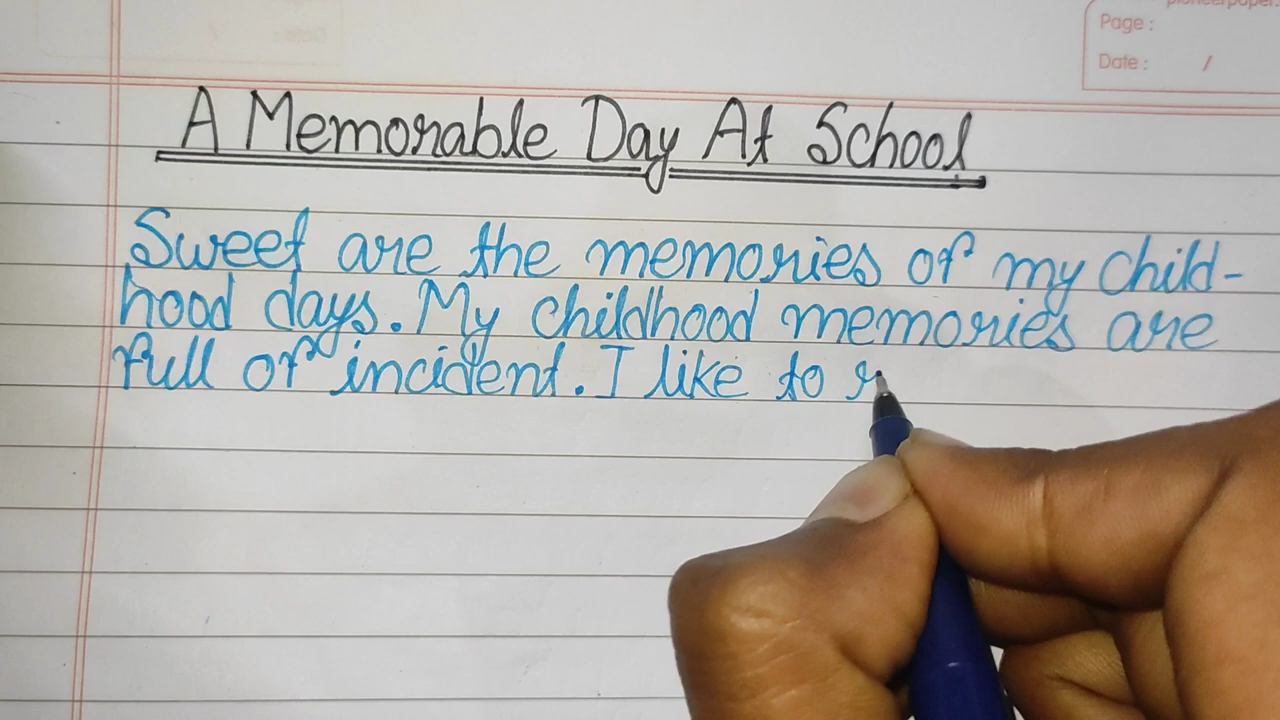 Page :
Date : /
A Memorable Day At School
Sweet are the memories of my child-
hood days. My childhood memories are
full of incident. I like to r